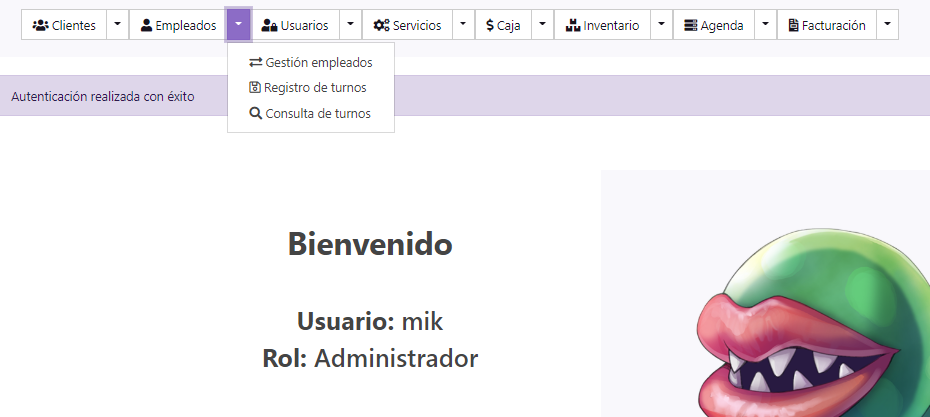 Clientes Empleados Usuarios Servicios $ Caja Inventario Agenda Facturación
Gestión empleados
Registro de turnos
Consulta de turnos
Autenticación realizada con éxito
Bienvenido
Usuario: mik
Rol: Administrador